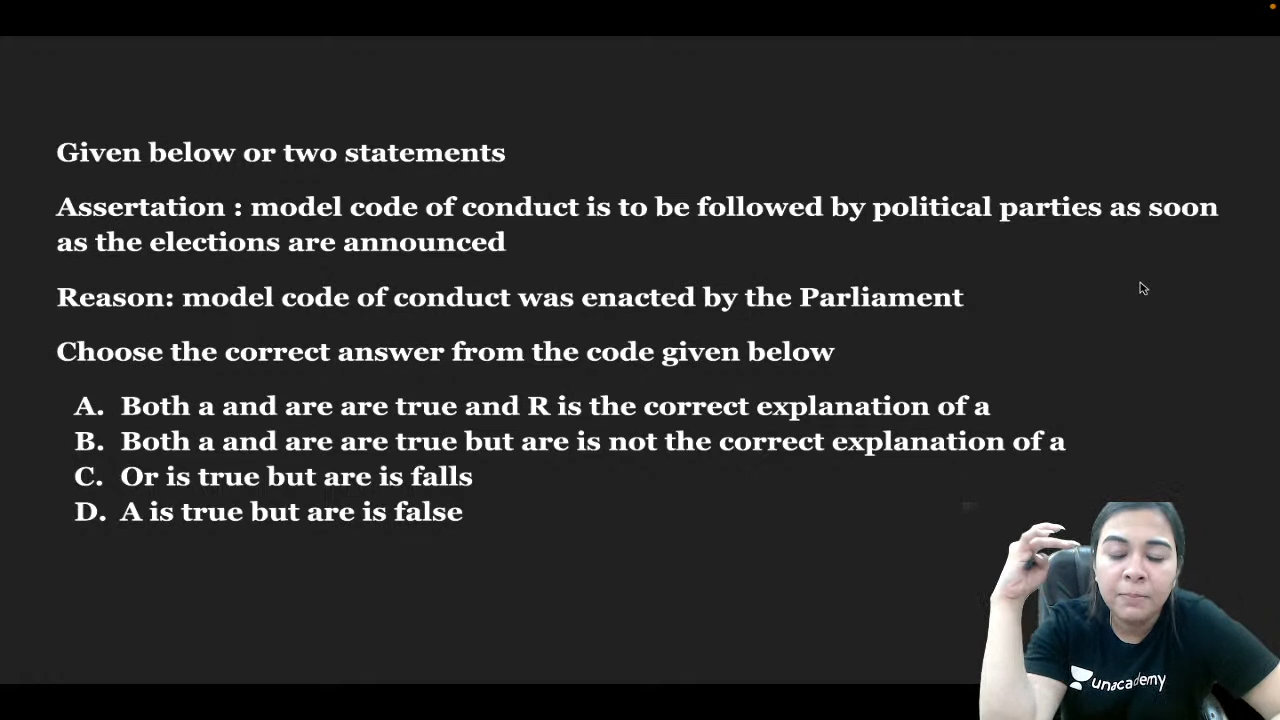 Given below or two statements
Assertation : model code of conduct is to be followed by political parties as soon
as the elections are announced
Reason: model code of conduct was enacted by the Parliament
Choose the correct answer from the code given below
A. Both a and are are true and R is the correct explanation of a
B. Both a and are are true but are is not the correct explanation of a
C. Or is true but are is falls
D. A is true but are is false
unacademy